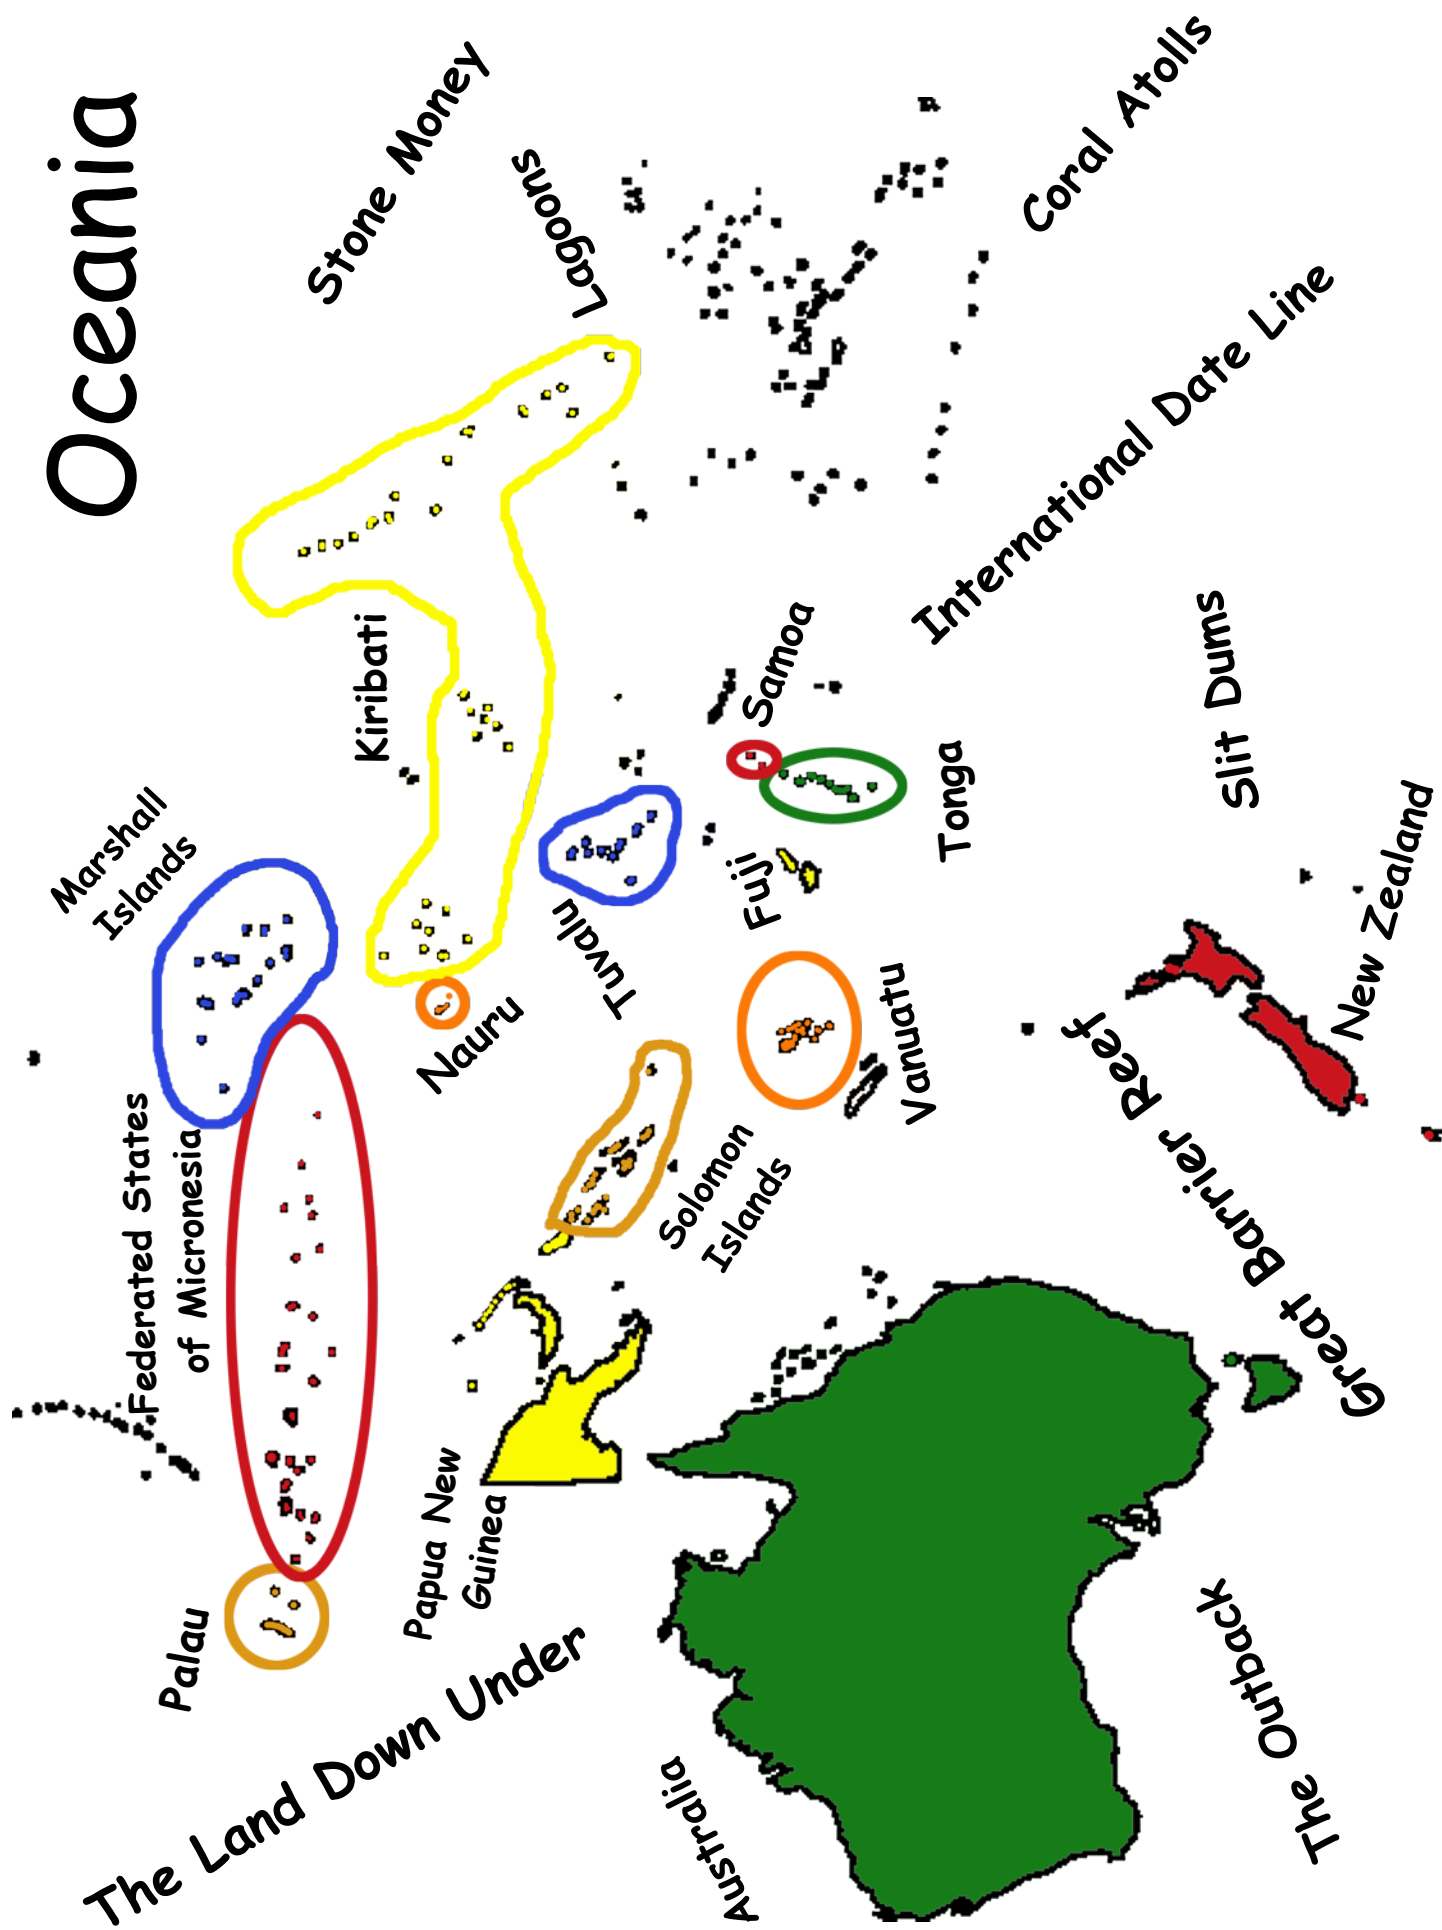 Oceania
Stone Money
Lagoons
Coral Atolls
International Date Line
Kiribati
Samoa
Slit Dums
Tonga
Marshall
Islands
Fuji
Tuvalu
New Zealand
Nauru
Vanuatu
Federated States
of Micronesia
Solomon
Islands
Great Barrier Reef
Papua New
Guinea
Palau
The Land Down Under
Australia
The Outback